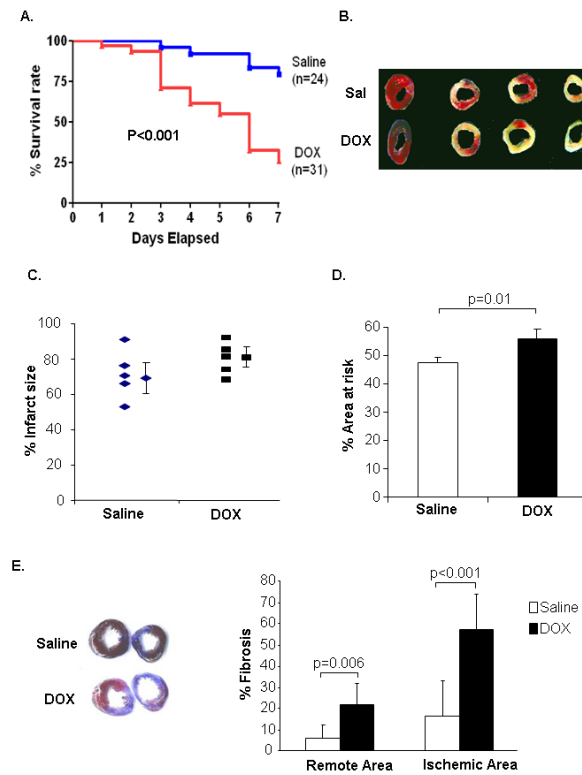 A.
100
75
50
25
0
% Survival rate
P<0.001
Saline
(n=24)
DOX
(n=31)
0 1 2 3 4 5 6 7
Days Elapsed
B.
Sal
DOX
C.
100
80
60
40
20
0
% Infarct size
Saline DOX
D.
p=0.01
60
50
40
30
20
10
0
% Area at risk
Saline DOX
E.
Saline
DOX
80
70
60
50
40
30
20
10
0
% Fibrosis
p=0.006
p<0.001
Saline
DOX
Remote Area Ischemic Area